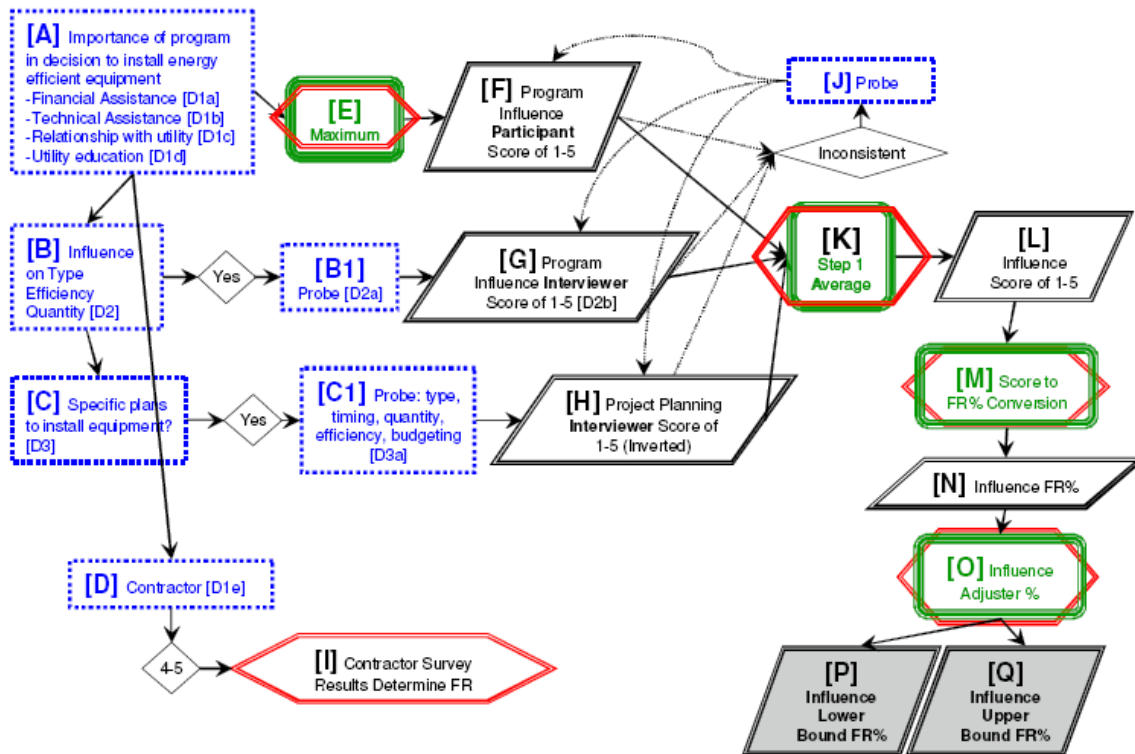 [A] Importance of program
in decision to install energy
efficient equipment
-Financial Assistance [D1a]
-Technical Assistance [D1b]
-Relationship with utility [D1c]
-Utility education [D1d]
[E]
Maximum
[F] Program
Influence
Participant
Score of 1-5
[J] Probe
Inconsistent
[B] Influence
on Type
Efficiency
Quantity [D2]
Yes
[B1]
Probe [D2a]
[G] Program
Influence Interviewer
Score of 1-5 [D2b]
[K]
Step 1
Average
[L]
Influence
Score of 1-5
[C] Specific plans
to install equipment?
[D3]
Yes
[C1] Probe: type,
timing, quantity,
efficiency, budgeting
[D3a]
[H] Project Planning
Interviewer Score of
1-5 (Inverted)
[M] Score to
FR% Conversion
[N] Influence FR%
[D] Contractor [D1e]
[O] Influence
Adjuster %
4-5
[I] Contractor Survey
Results Determine FR
[P]
Influence
Lower
Bound FR%
[Q]
Influence
Upper
Bound FR%